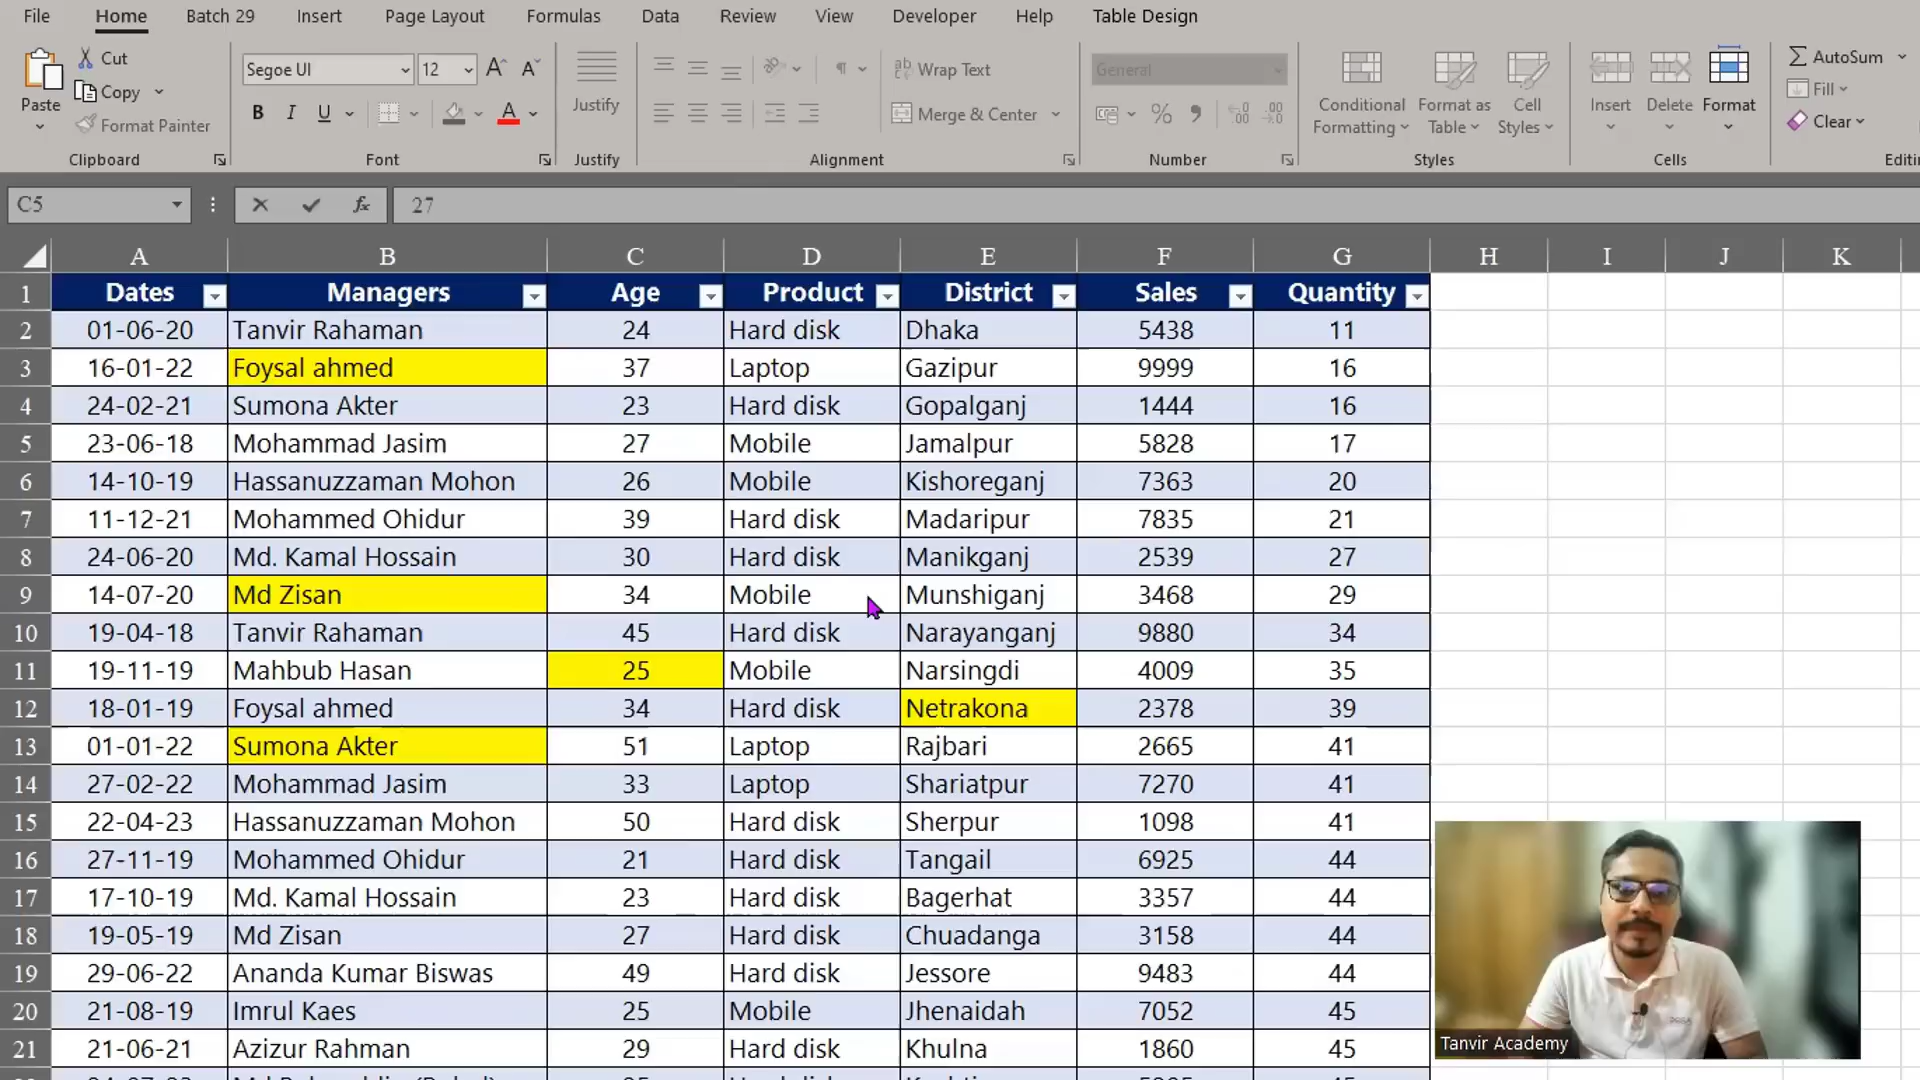 File Home Batch 29 Insert Page Layout Formulas Data Review View Developer Help Table Design
Paste Cut Copy Format Painter Clipboard
Segoe UI 12 A A B I U A Font
Justify Justify
ab Wrap Text Merge & Center Alignment
General % Number
Conditional Formatting Format as Table Cell Styles Styles
Insert Delete Format Cells
AutoSum Fill Clear
C5 fx 27
A B C D E F G H I J K
1 Dates Managers Age Product District Sales Quantity
2 01-06-20 Tanvir Rahaman 24 Hard disk Dhaka 5438 11
3 16-01-22 Foysal ahmed 37 Laptop Gazipur 9999 16
4 24-02-21 Sumona Akter 23 Hard disk Gopalganj 1444 16
5 23-06-18 Mohammad Jasim 27 Mobile Jamalpur 5828 17
6 14-10-19 Hassanuzzaman Mohon 26 Mobile Kishoreganj 7363 20
7 11-12-21 Mohammed Ohidur 39 Hard disk Madaripur 7835 21
8 24-06-20 Md. Kamal Hossain 30 Hard disk Manikganj 2539 27
9 14-07-20 Md Zisan 34 Mobile Munshiganj 3468 29
10 19-04-18 Tanvir Rahaman 45 Hard disk Narayanganj 9880 34
11 19-11-19 Mahbub Hasan 25 Mobile Narsingdi 4009 35
12 18-01-19 Foysal ahmed 34 Hard disk Netrakona 2378 39
13 01-01-22 Sumona Akter 51 Laptop Rajbari 2665 41
14 27-02-22 Mohammad Jasim 33 Laptop Shariatpur 7270 41
15 22-04-23 Hassanuzzaman Mohon 50 Hard disk Sherpur 1098 41
16 27-11-19 Mohammed Ohidur 21 Hard disk Tangail 6925 44
17 17-10-19 Md. Kamal Hossain 23 Hard disk Bagerhat 3357 44
18 19-05-19 Md Zisan 27 Hard disk Chuadanga 3158 44
19 29-06-22 Ananda Kumar Biswas 49 Hard disk Jessore 9483 44
20 21-08-19 Imrul Kaes 25 Mobile Jhenaidah 7052 45
21 21-06-21 Azizur Rahman 29 Hard disk Khulna 1860 45
Tanvir Academy